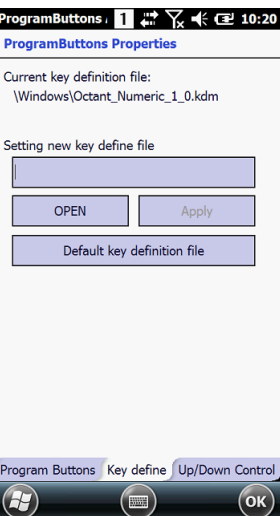 ProgramButtons 1 10:20
ProgramButtons Properties
Current key definition file:
\Windows\Octant_Numeric_1_0.kdm
Setting new key define file
OPEN Apply
Default key definition file
Program Buttons Key define Up/Down Control
OK